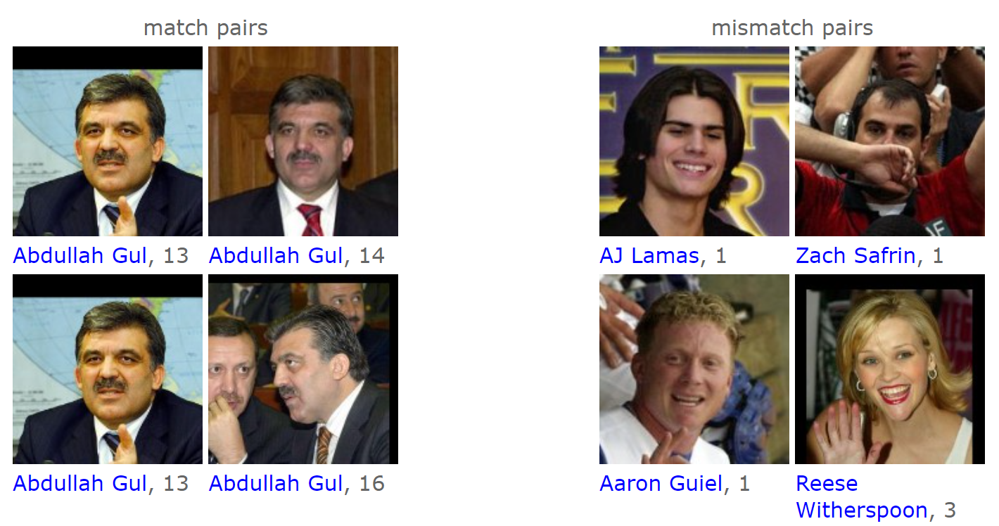 match pairs
mismatch pairs
Abdullah Gul, 13
Abdullah Gul, 14
AJ Lamas, 1
Zach Safrin, 1
Abdullah Gul, 13
Abdullah Gul, 16
Aaron Guiel, 1
Reese
Witherspoon, 3